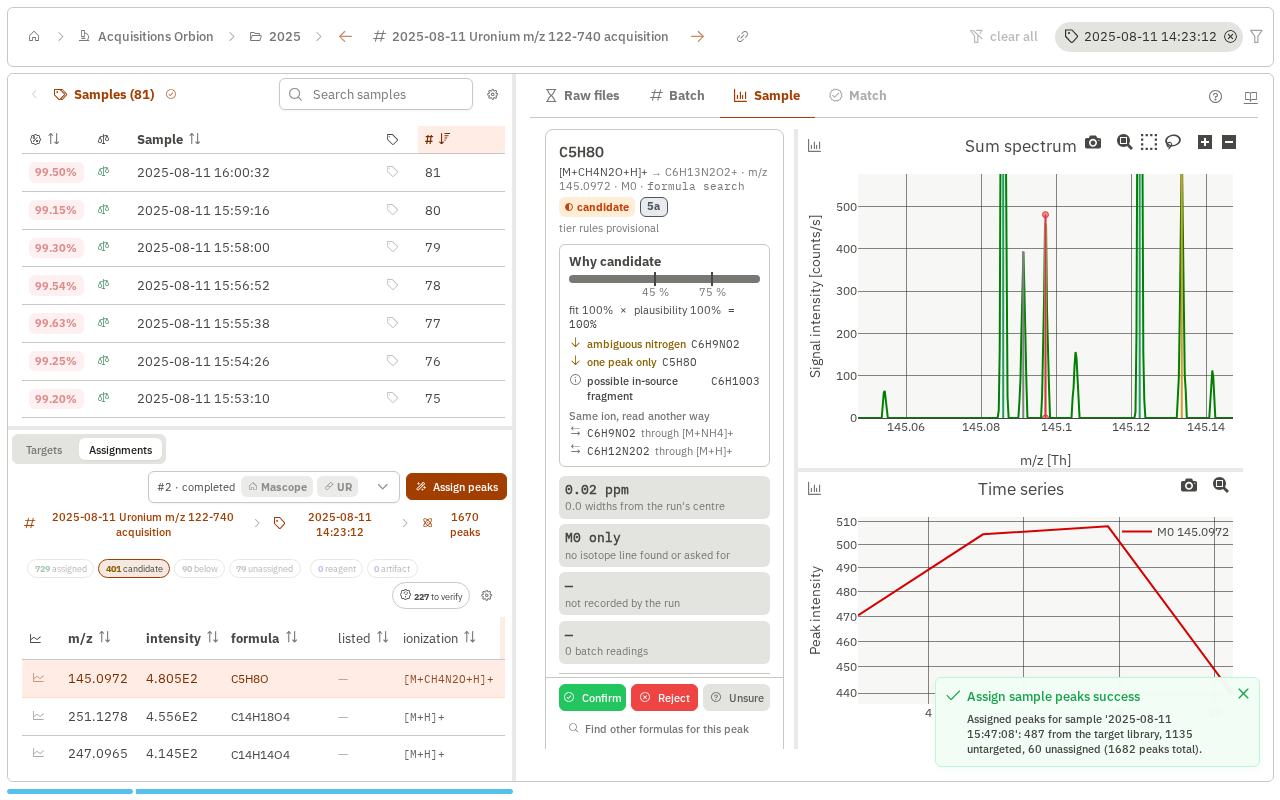 Acquisitions Orbion
2025
2025-08-11 Uronium m/z 122-740 acquisition
clear all
2025-08-11 14:23:12
Samples (81)
Search samples
Sample
#
99.50% 2025-08-11 16:00:32 81
99.15% 2025-08-11 15:59:16 80
99.30% 2025-08-11 15:58:00 79
99.54% 2025-08-11 15:56:52 78
99.63% 2025-08-11 15:55:38 77
99.25% 2025-08-11 15:54:26 76
99.20% 2025-08-11 15:53:10 75
Targets Assignments
#2 · completed Mascope UR
Assign peaks
2025-08-11 Uronium m/z 122-740 acquisition
2025-08-11 14:23:12
1670 peaks
729 assigned 401 candidate 90 below 79 unassigned 0 reagent 0 artifact
227 to verify
m/z intensity formula listed ionization
145.0972 4.805E2 C5H8O — [M+CH4N2O+H]+
251.1278 4.556E2 C14H18O4 — [M+H]+
247.0965 4.145E2 C14H14O4 — [M+H]+
Raw files Batch Sample Match
C5H8O
[M+CH4N2O+H]+ → C6H13N2O2+ · m/z
145.0972 · M0 · formula search
candidate 5a
tier rules provisional
Why candidate
45 % 75 %
fit 100% × plausibility 100% =
100%
ambiguous nitrogen C6H9NO2
one peak only C5H8O
possible in-source fragment C6H10O3
Same ion, read another way
C6H9NO2 through [M+NH4]+
C6H12N2O2 through [M+H]+
0.02 ppm
0.0 widths from the run's centre
M0 only
no isotope line found or asked for
—
not recorded by the run
—
0 batch readings
Confirm Reject Unsure
Find other formulas for this peak
Sum spectrum
Signal intensity [counts/s]
500
400
300
200
100
0
145.06 145.08 145.1 145.12 145.14
m/z [Th]
Time series
Peak intensity
510
500
490
480
470
460
450
440
M0 145.0972
4
Assign sample peaks success
Assigned peaks for sample '2025-08-11
15:47:08': 487 from the target library, 1135
untargeted, 60 unassigned (1682 peaks total).